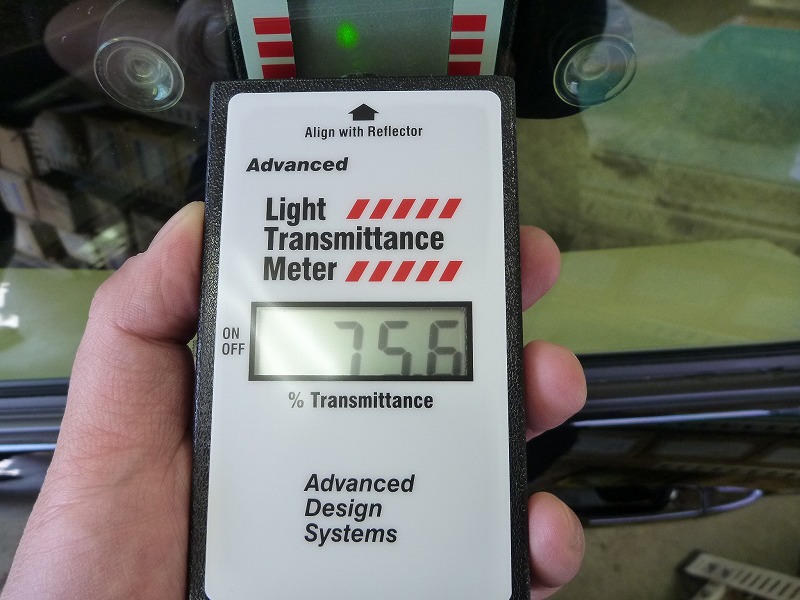 Align with Reflector
Advanced
Light
Transmittance
Meter
ON
OFF
75.6
% Transmittance
Advanced
Design
Systems